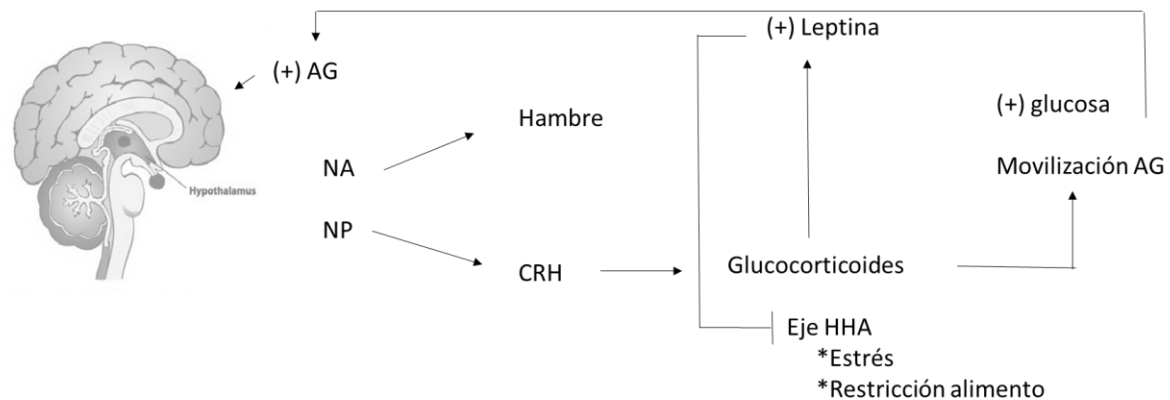 (+) Leptina
(+) AG
(+) glucosa
Hambre
Movilización AG
NA
Hypothalamus
NP
CRH
Glucocorticoides
Eje HHA
*Estrés
*Restricción alimento